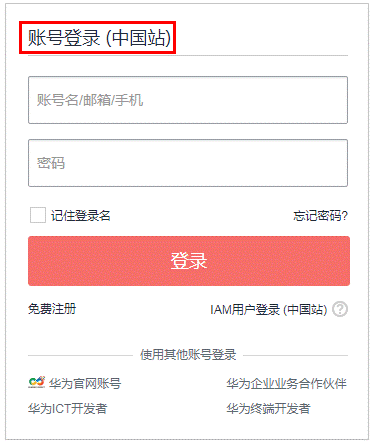 账号登录 (中国站)
账号名/邮箱/手机
密码
记住登录名 忘记密码?
登录
免费注册 IAM用户登录 (中国站) ?
使用其他账号登录
华为官网账号 华为企业业务合作伙伴
华为ICT开发者 华为终端开发者